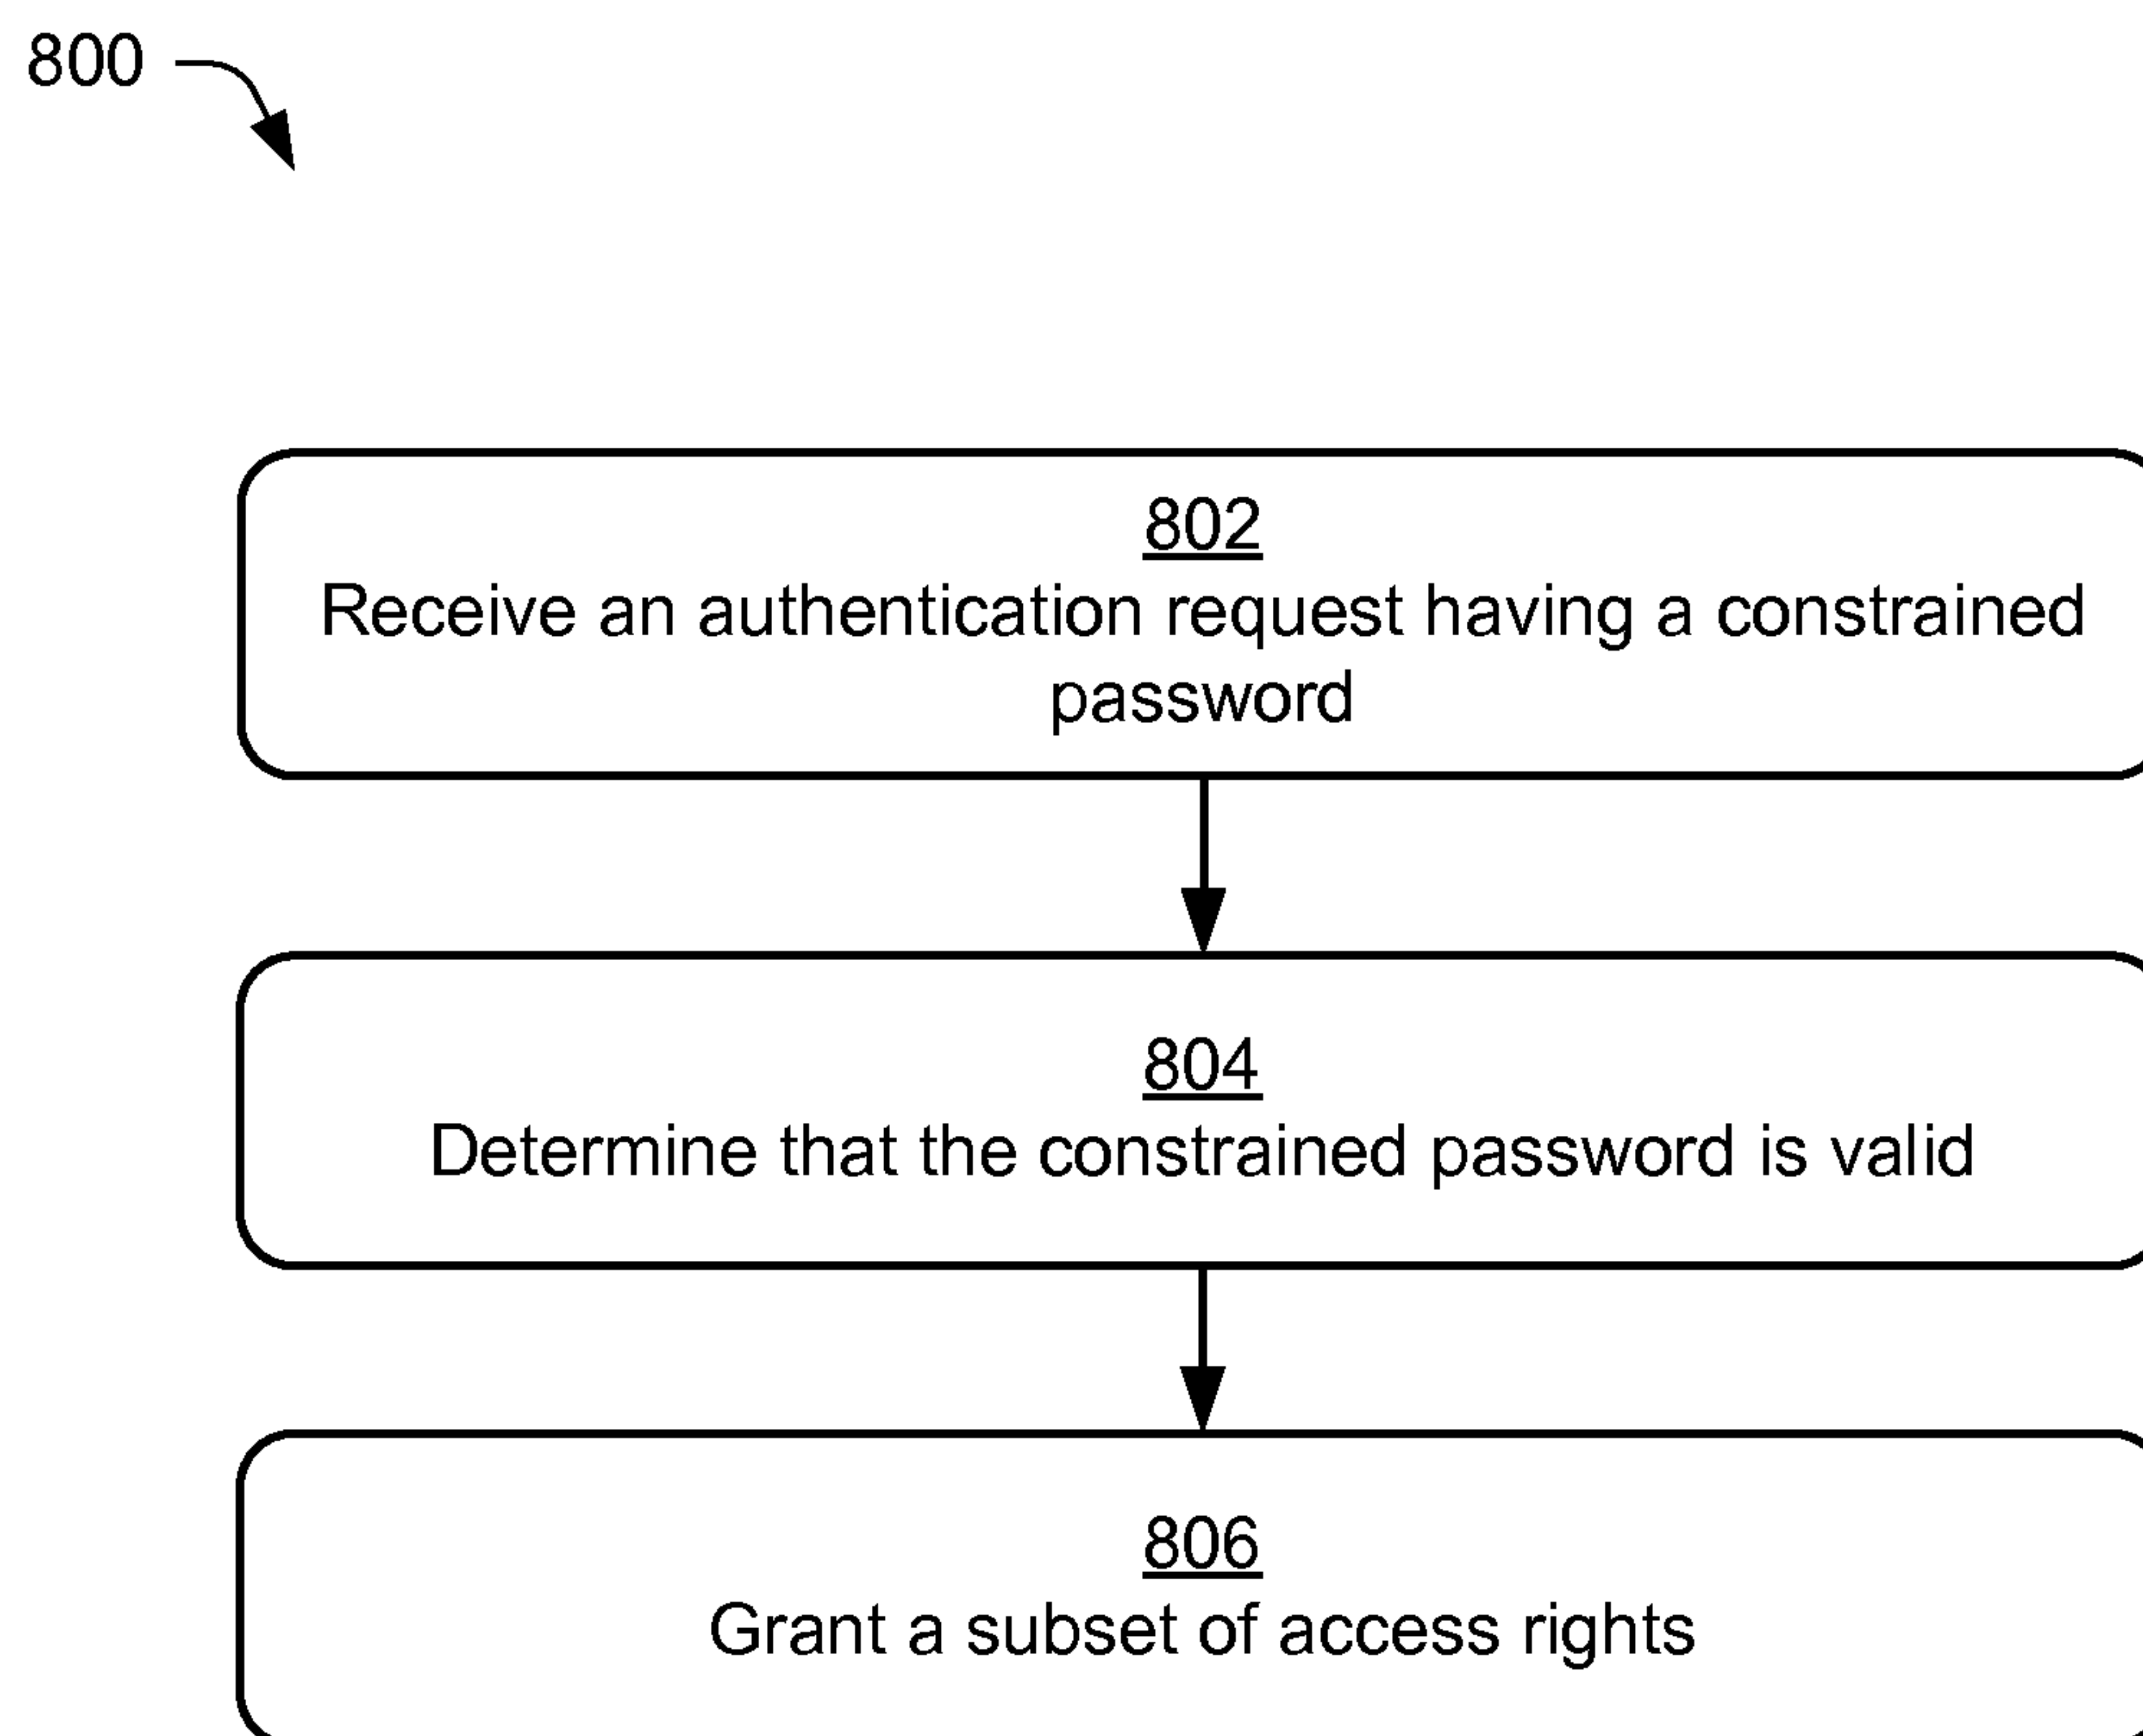 800
802
Receive an authentication request having a constrained
password
804
Determine that the constrained password is valid
806
Grant a subset of access rights